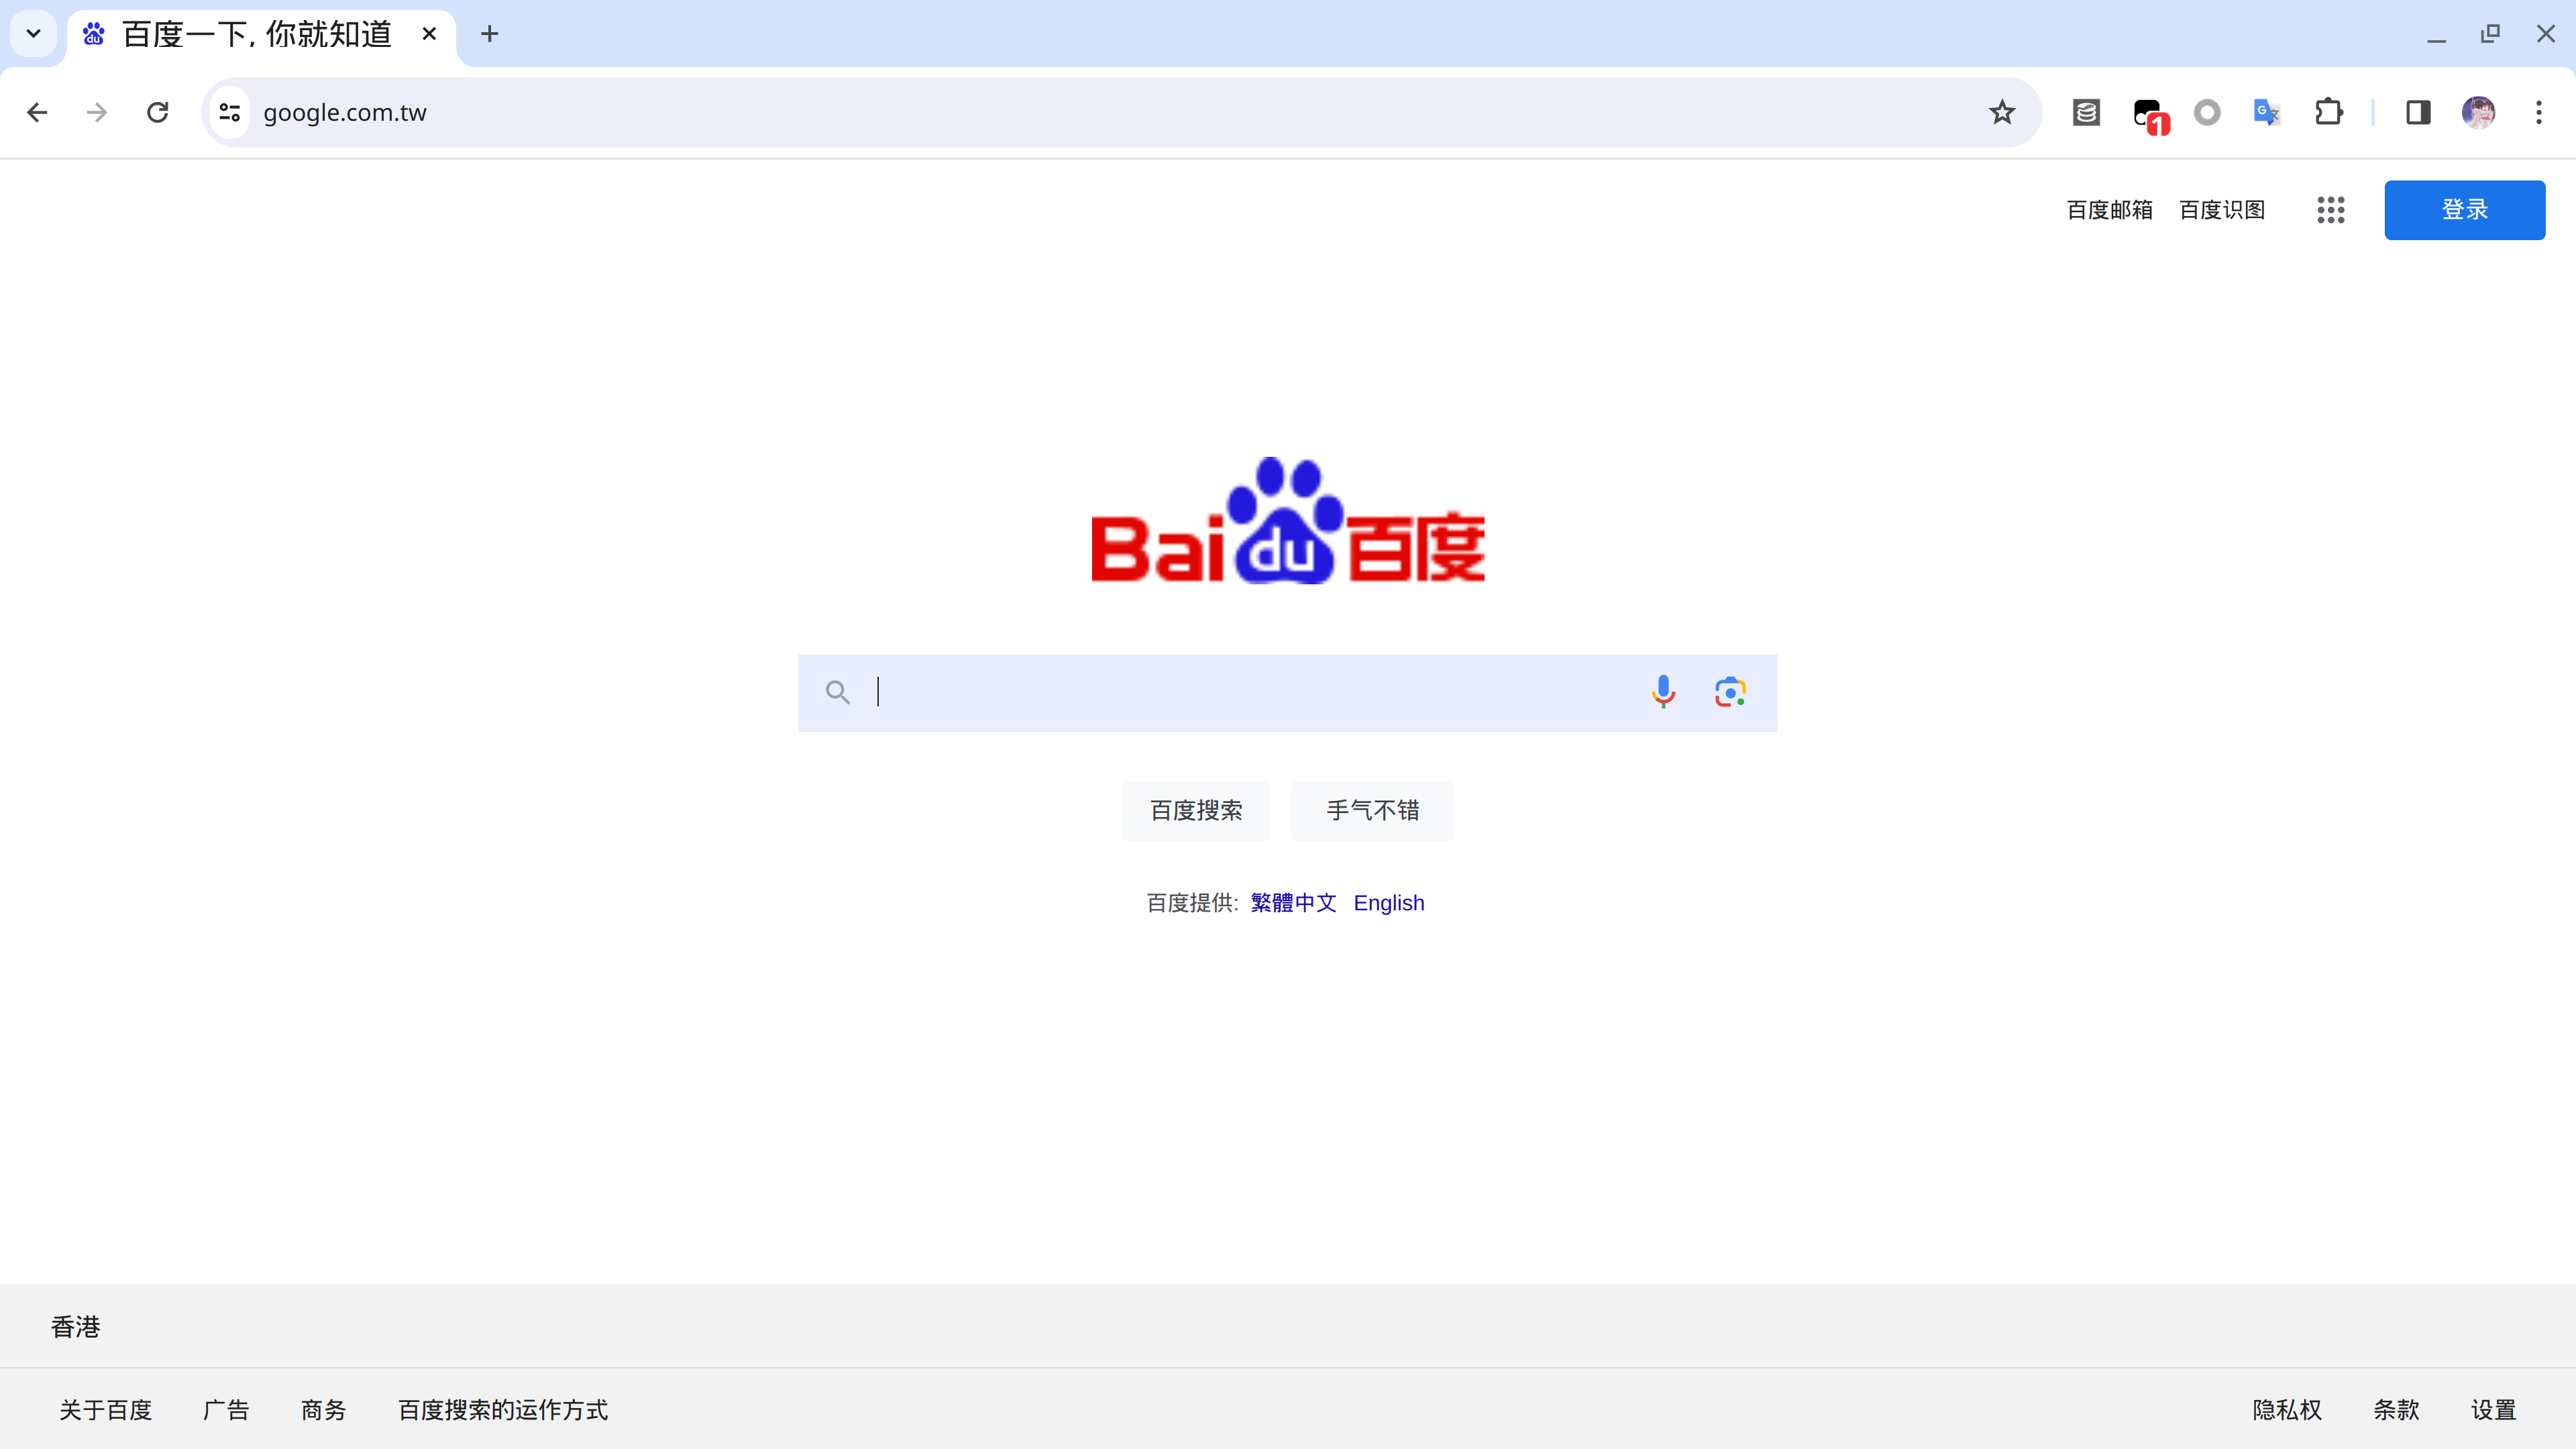 百度一下, 你就知道
google.com.tw
1
百度邮箱 百度识图 登录
Bai du 百度
百度搜索 手气不错
百度提供: 繁體中文 English
香港
关于百度 广告 商务 百度搜索的运作方式 隐私权 条款 设置